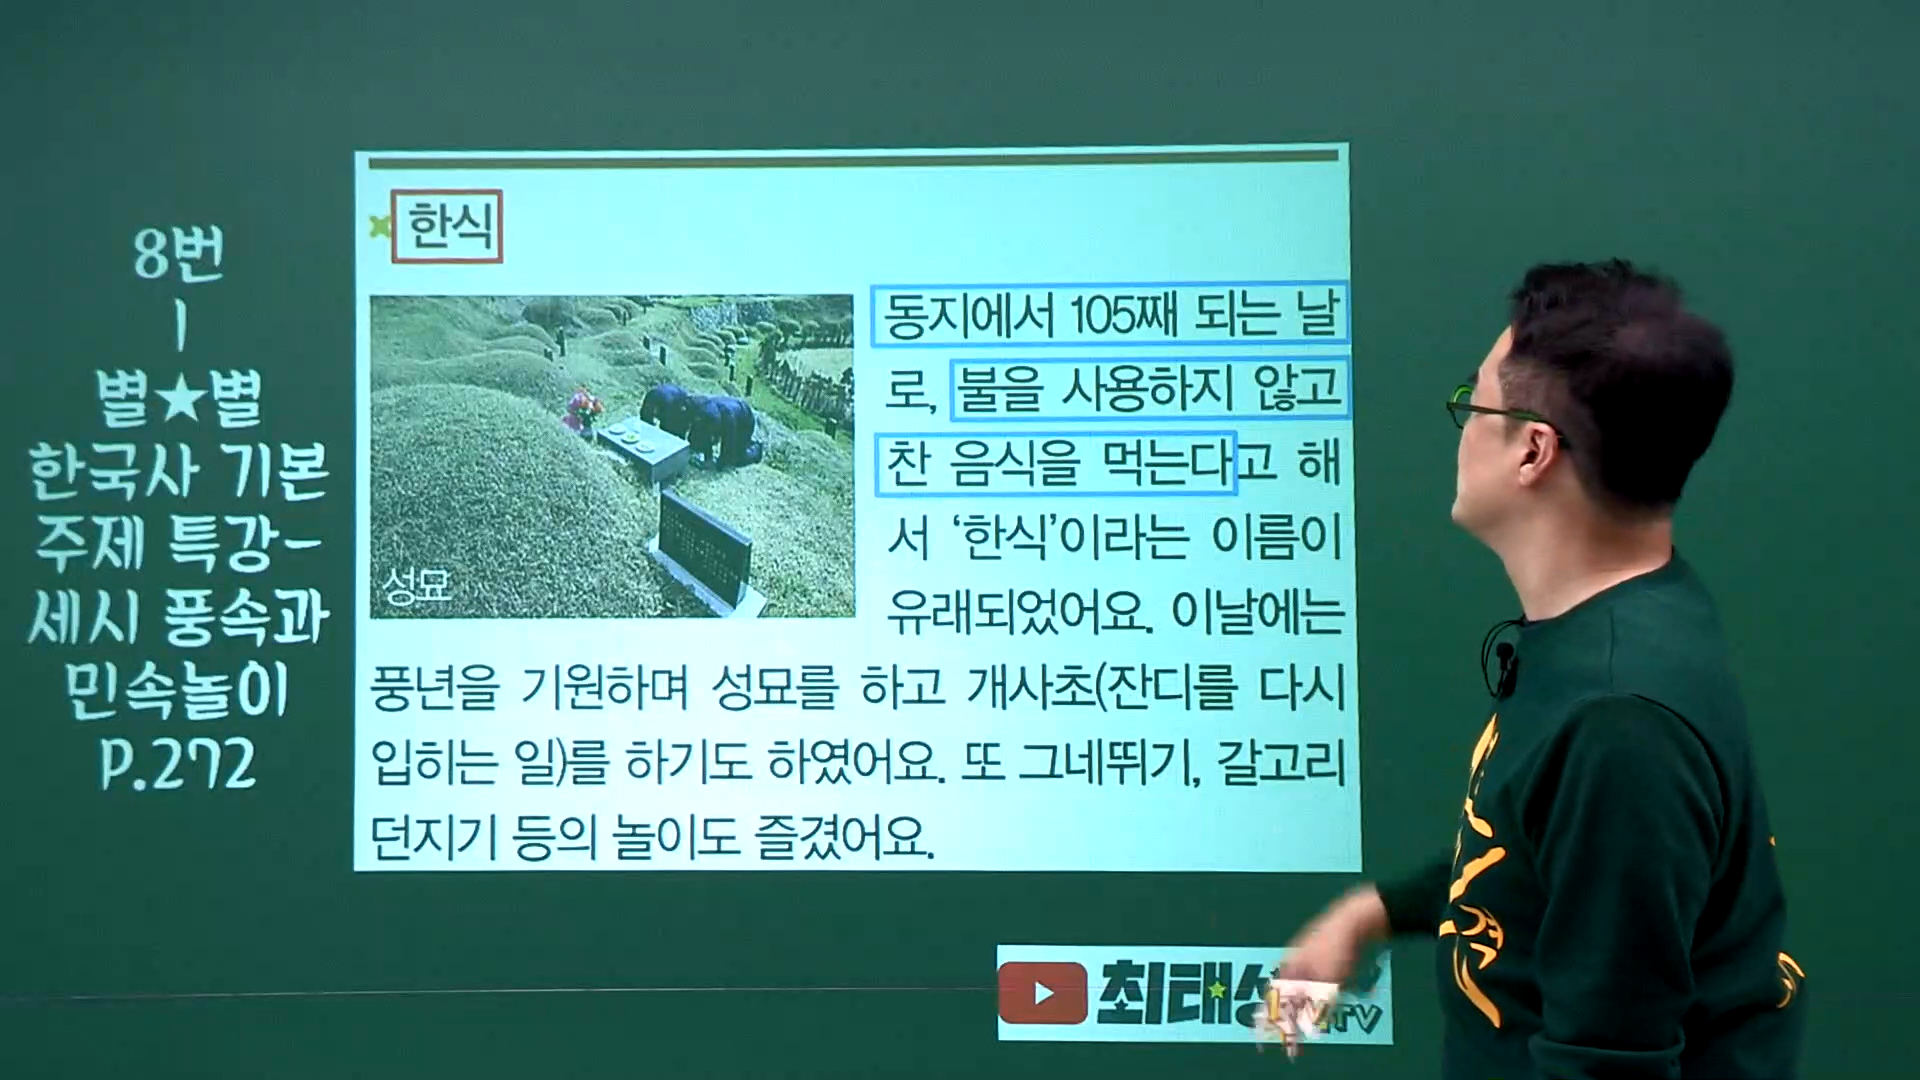 8번
|
별★별
한국사 기본
주제 특강-
세시 풍속과
민속놀이
P.272
한식
동지에서 105째 되는 날
로, 불을 사용하지 않고
찬 음식을 먹는다고 해
서 ‘한식’이라는 이름이
유래되었어요. 이날에는
풍년을 기원하며 성묘를 하고 개사초(잔디를 다시
입히는 일)를 하기도 하였어요. 또 그네뛰기, 갈고리
던지기 등의 놀이도 즐겼어요.
성묘
최태성
TV